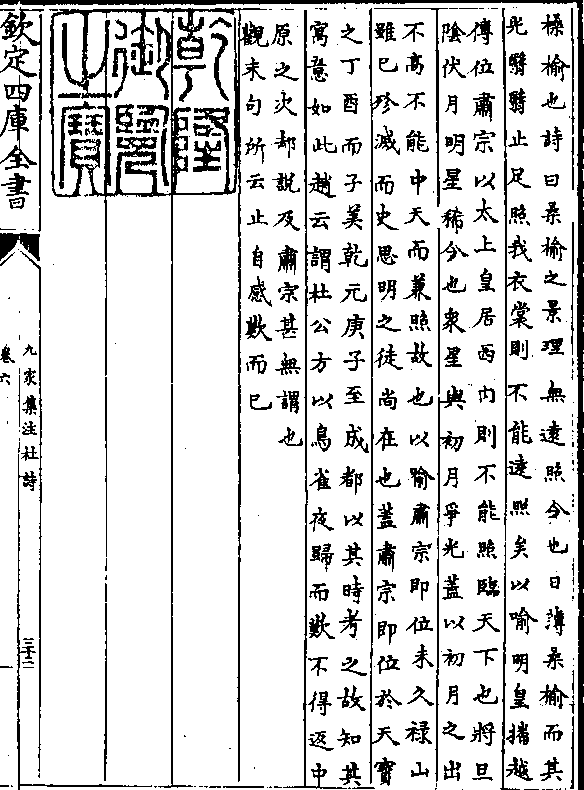 槡榆也詩曰桑榆之景理無遠照今也日薄桑榆而其
光翳翳止足照我衣裳則不能遠照矣以喻明皇攜越
傳位肅宗以太上皇居西内則不能照臨天下也將旦
陰伏月明星稀今也衆星與初月爭光蓋以初月之出
不高不能中天而兼照故也以喻肅宗即位未久祿山
雖已殄滅而史思明之徒尚在也蓋肅宗即位於天寶
之丁酉而子美乾元庚子至成都以其時考之故知其
寓意如此趙云謂杜公方以鳥雀夜歸而歎不得返中
原之次却說及肅宗甚無謂也
觀末句所云止自感歎而已
乾隆
御覽
之寶
欽定四庫全書
九家集注杜詩
卷六
三十二